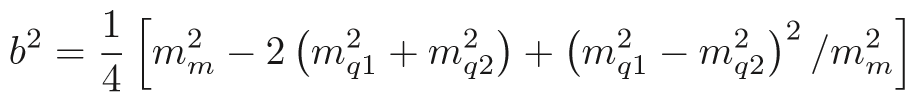 b^2 = \frac{1}{4} \left[ m_m^2 - 2 \left( m_{q1}^2 + m_{q2}^2 \right) + \left( m_{q1}^2 - m_{q2}^2 \right)^2 / m_m^2 \right]